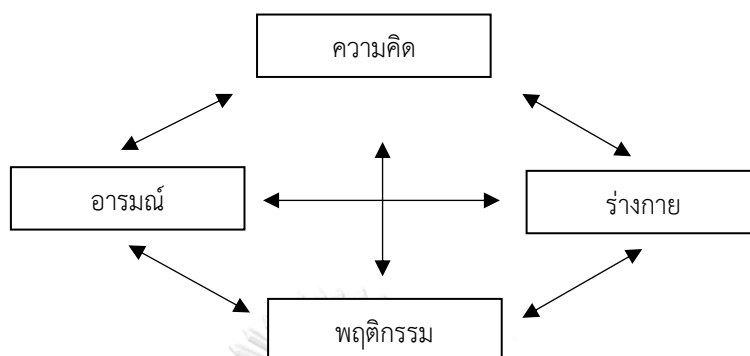 ความคิด
อารมณ์
ร่างกาย
พฤติกรรม